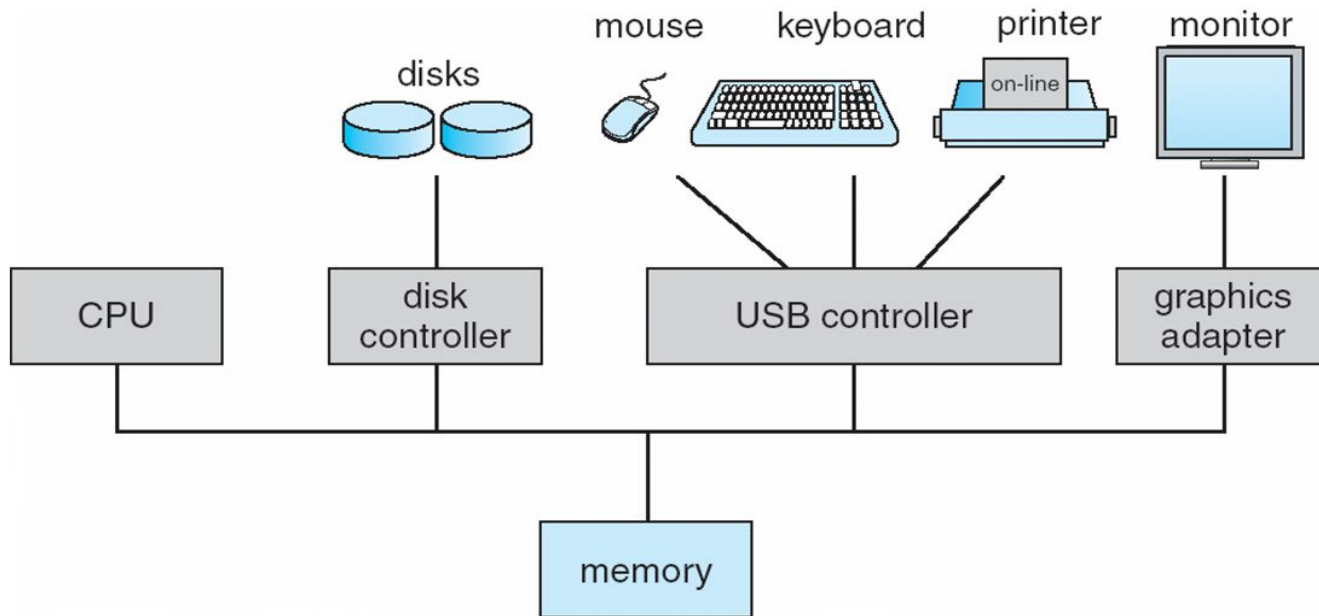 mouse
keyboard
printer
monitor
disks
on-line
CPU
disk
controller
USB controller
graphics
adapter
memory